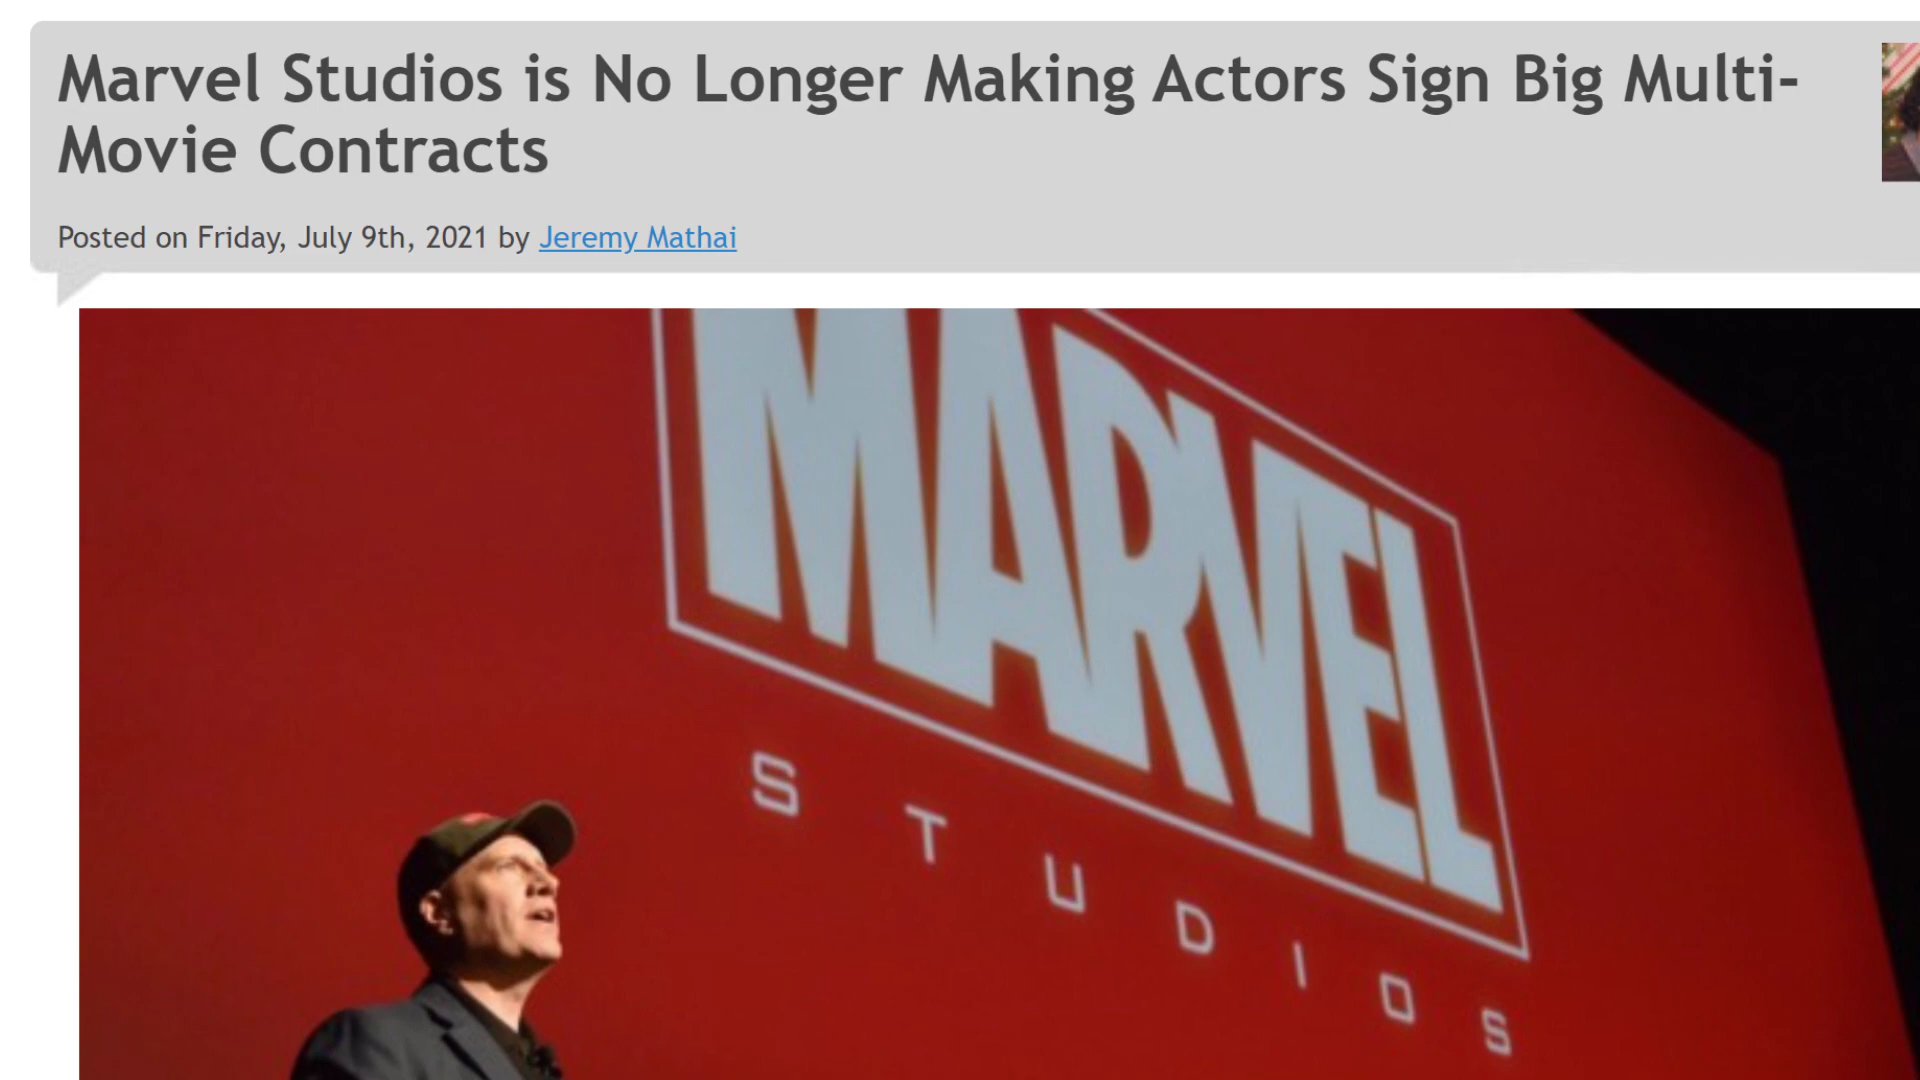 Marvel Studios is No Longer Making Actors Sign Big Multi-
Movie Contracts
Posted on Friday, July 9th, 2021 by Jeremy Mathai
MARVEL
STUDIOS